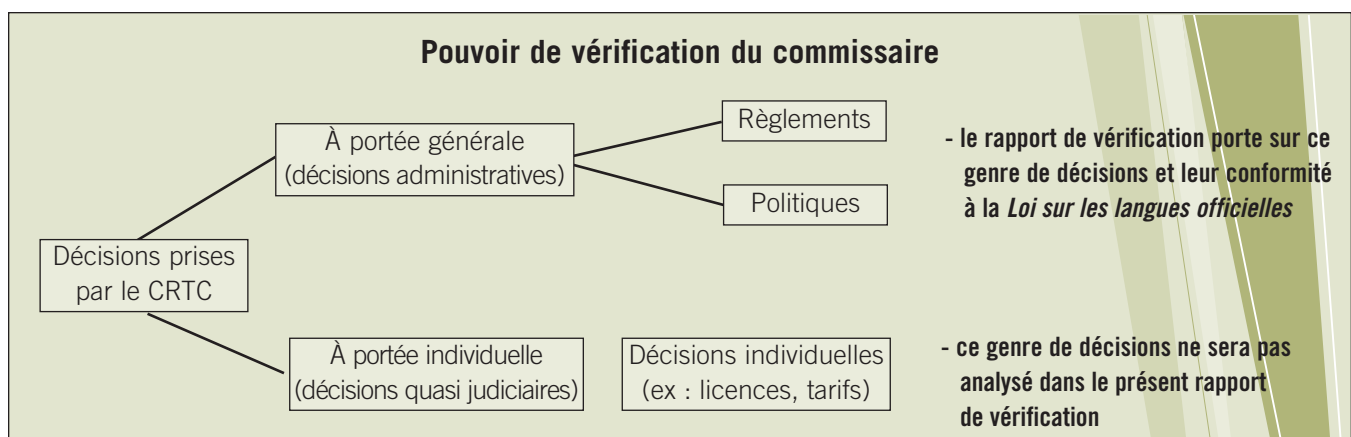 Pouvoir de vérification du commissaire
À portée générale
(décisions administratives)
Règlements
Politiques
- le rapport de vérification porte sur ce
genre de décisions et leur conformité
à la Loi sur les langues officielles
Décisions prises
par le CRTC
À portée individuelle
(décisions quasi judiciaires)
Décisions individuelles
(ex : licences, tarifs)
- ce genre de décisions ne sera pas
analysé dans le présent rapport
de vérification